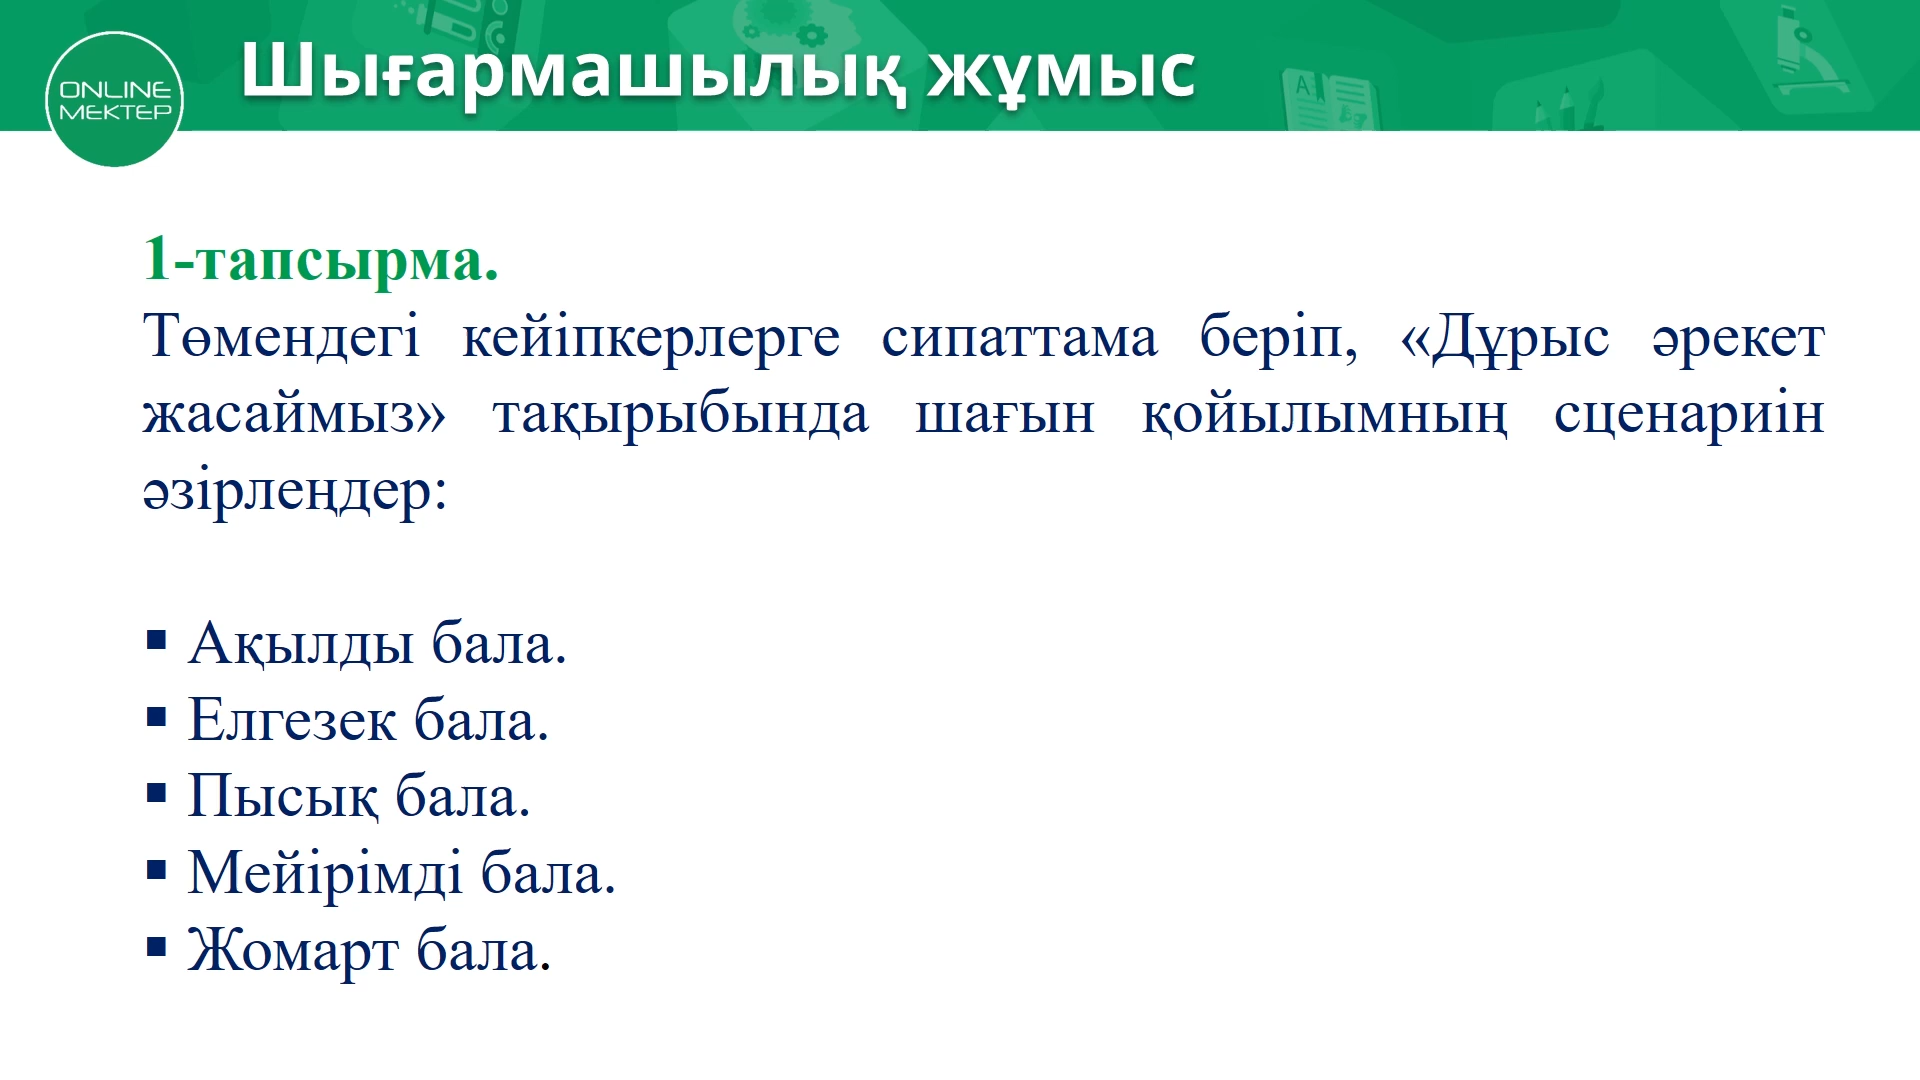 ONLINE
MEKTEP
Шығармашылық жұмыс
1-тапсырма.
Төмендегі кейіпкерлерге сипаттама беріп, «Дұрыс әрекет
жасаймыз» тақырыбында шағын қойылымның сценариін
әзірлеңдер:
▪ Ақылды бала.
▪ Елгезек бала.
▪ Пысық бала.
▪ Мейірімді бала.
▪ Жомарт бала.